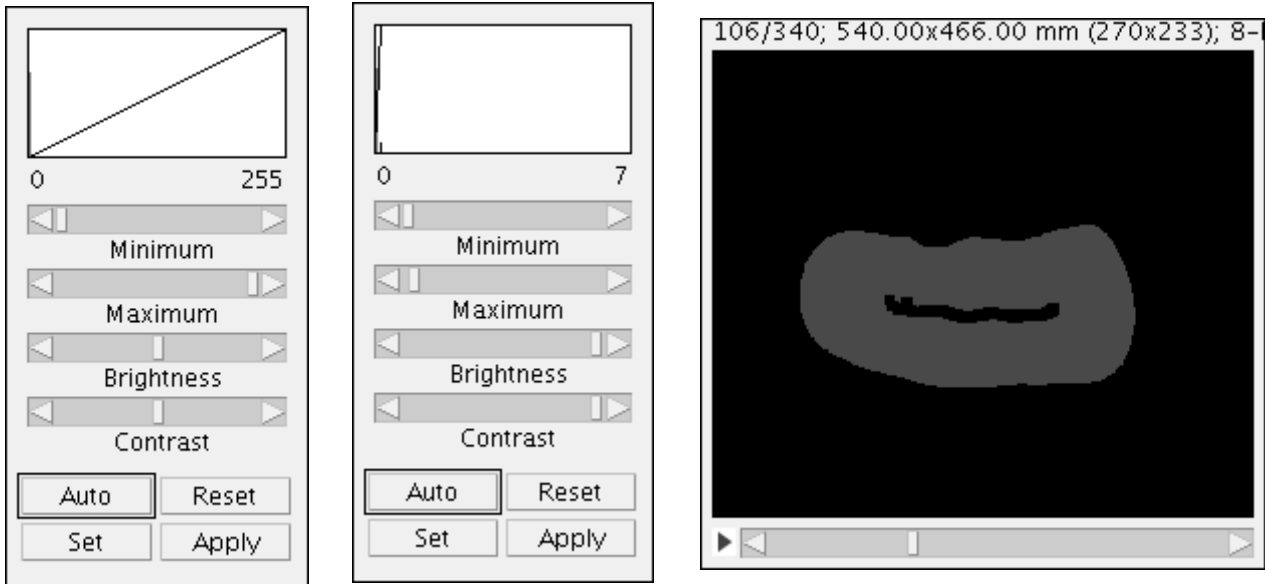 0 255
Minimum
Maximum
Brightness
Contrast
Auto Reset
Set Apply
0 7
Minimum
Maximum
Brightness
Contrast
Auto Reset
Set Apply
106/340; 540.00x466.00 mm (270x233); 8-